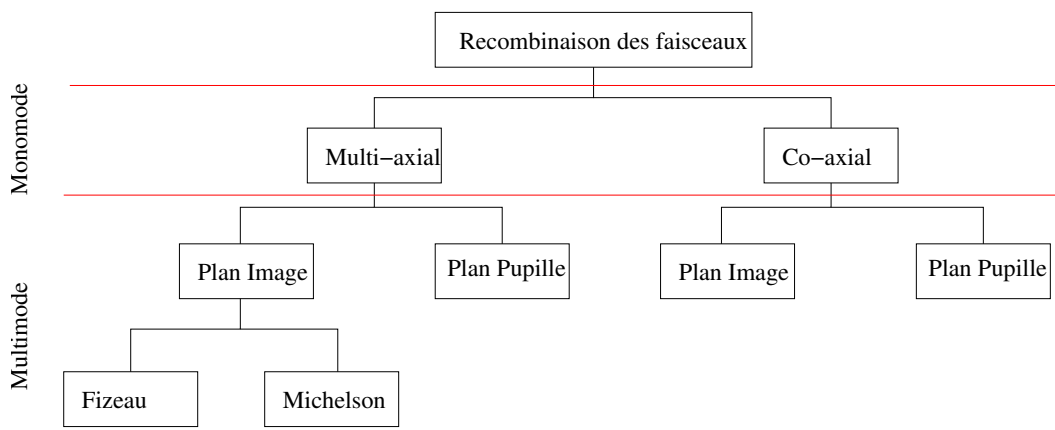 Recombinaison des faisceaux
Monomode
Multi−axial
Co−axial
Multimode
Plan Image
Plan Pupille
Plan Image
Plan Pupille
Fizeau
Michelson